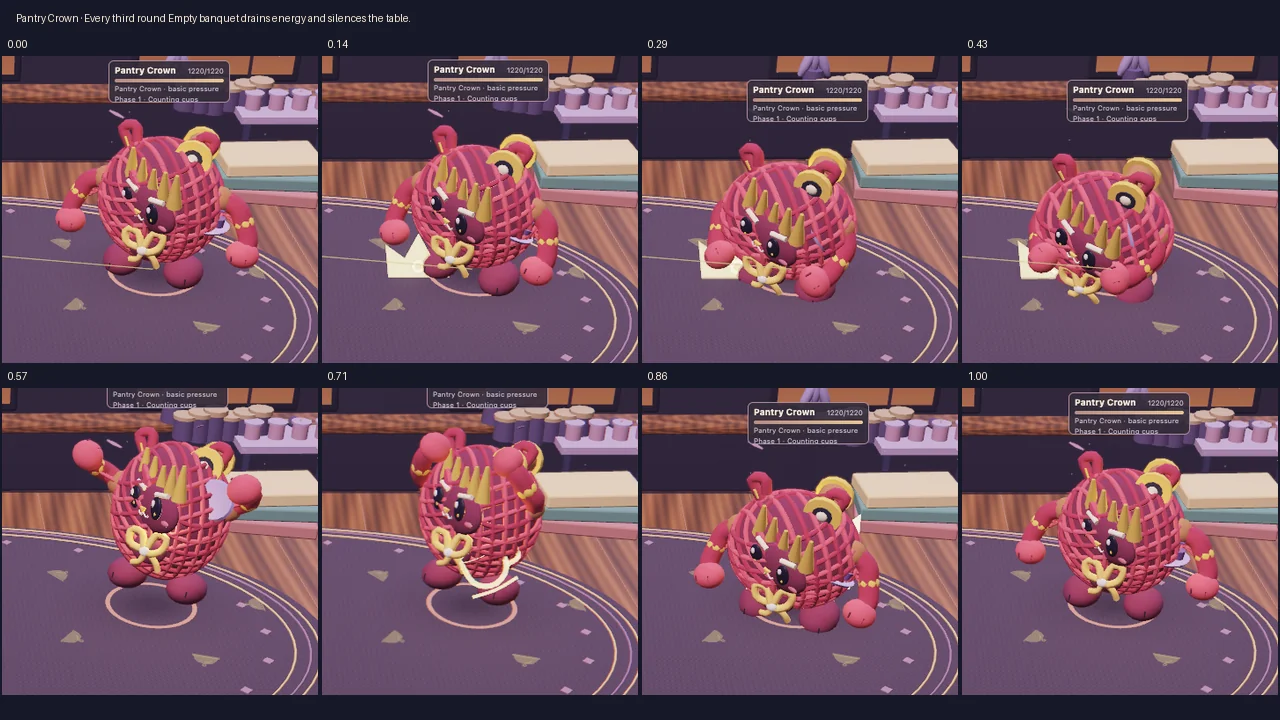 Pantry Crown · Every third round Empty banquet drains energy and silences the table.
0.00
0.14
0.29
0.43
Pantry Crown 1220/1220
Pantry Crown · basic pressure
Phase 1 · Counting cups
Pantry Crown 1220/1220
Pantry Crown · basic pressure
Phase 1 · Counting cups
Pantry Crown 1220/1220
Pantry Crown · basic pressure
Phase 1 · Counting cups
Pantry Crown 1220/1220
Pantry Crown · basic pressure
Phase 1 · Counting cups
0.57
0.71
0.86
1.00
Pantry Crown · basic pressure
Phase 1 · Counting cups
Pantry Crown · basic pressure
Phase 1 · Counting cups
Pantry Crown 1220/1220
Pantry Crown · basic pressure
Phase 1 · Counting cups
Pantry Crown 1220/1220
Pantry Crown · basic pressure
Phase 1 · Counting cups